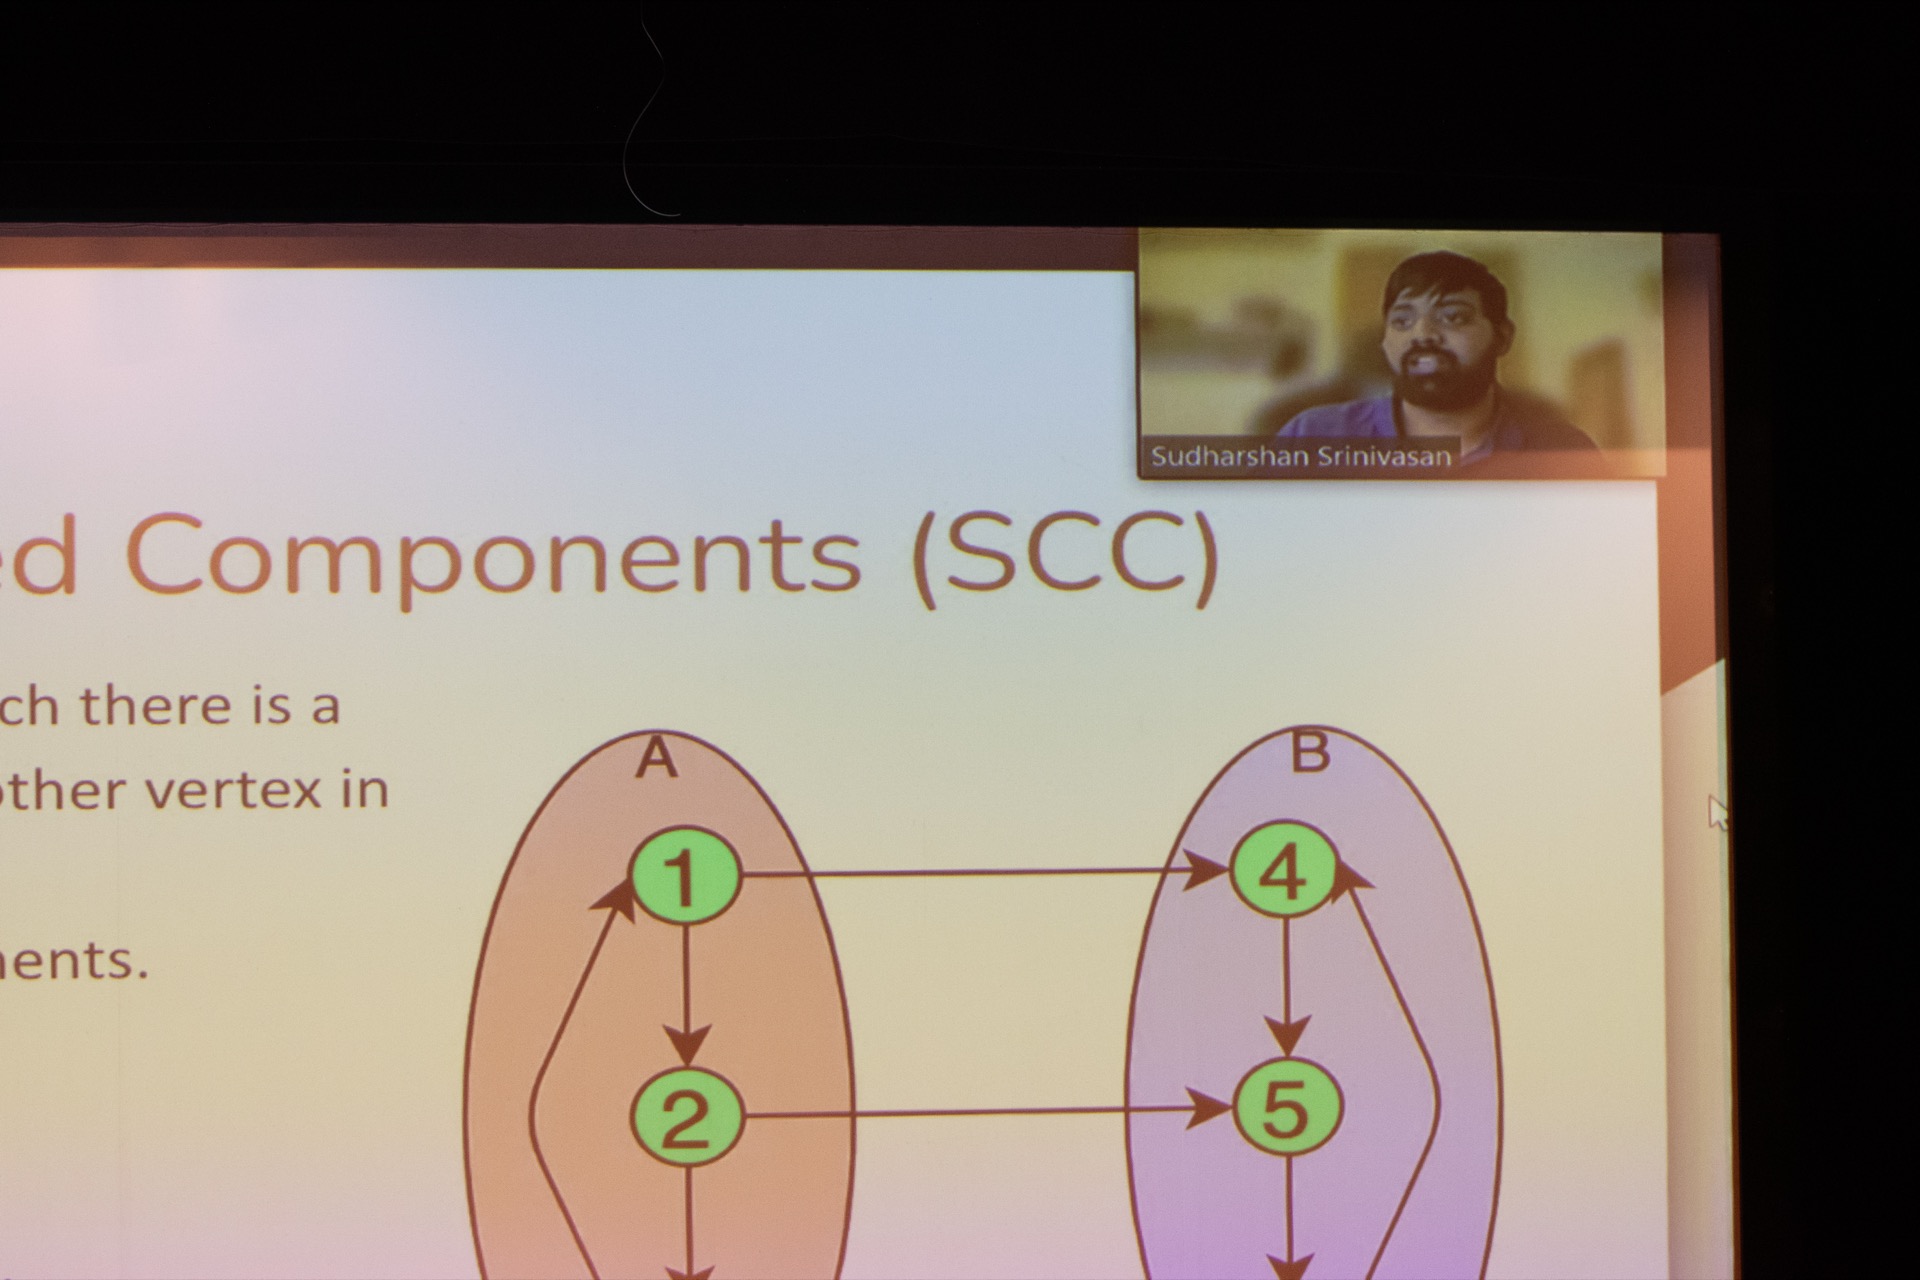 Sudharshan Srinivasan
ed Components (SCC)
ch there is a
other vertex in
nents.
A
B
1
4
2
5